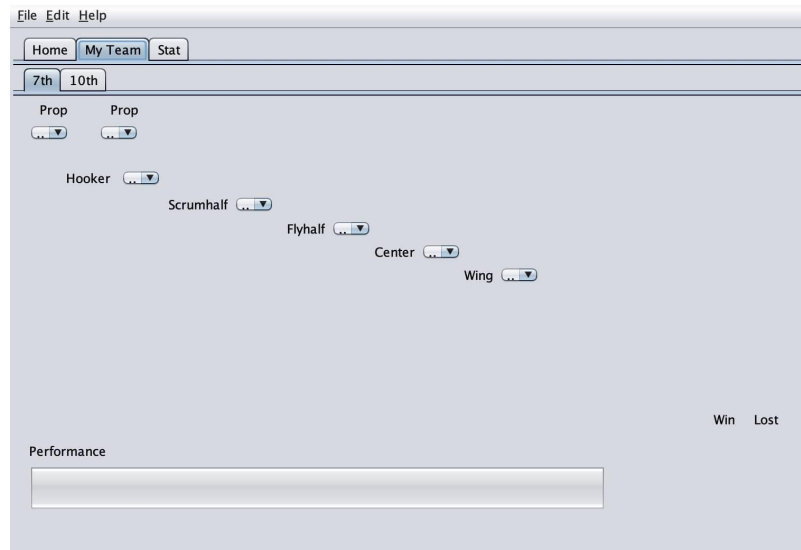 File Edit Help
Home My Team Stat
7th 10th
Prop Prop
.. ..
Hooker ..
Scrumhalf ..
Flyhalf ..
Center ..
Wing ..
Win Lost
Performance